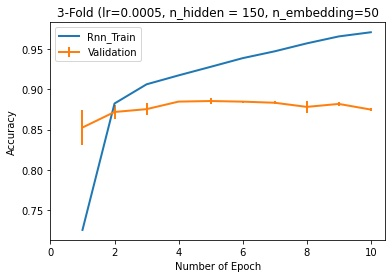 3-Fold (lr=0.0005, n_hidden = 150, n_embedding=50
Rnn_Train
Validation
Accuracy
0.95
0.90
0.85
0.80
0.75
0
2
4
6
8
10
Number of Epoch